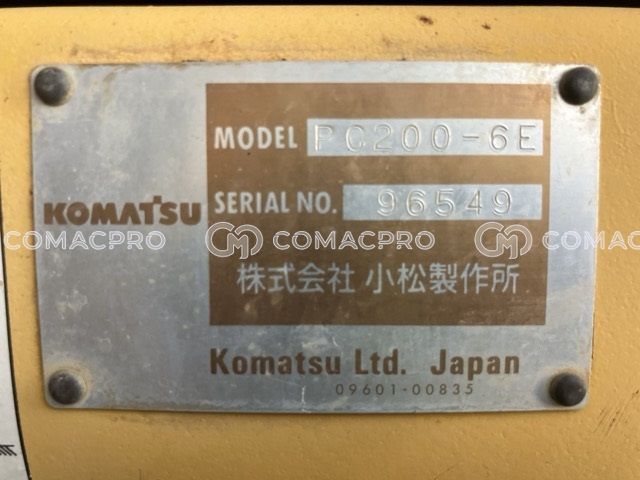 MODEL PC200-6E
SERIAL NO. 96549
KOMATSU
COMACPRO COMACPRO COMACPRO
株式会社 小松製作所
Komatsu Ltd. Japan
09601-00835